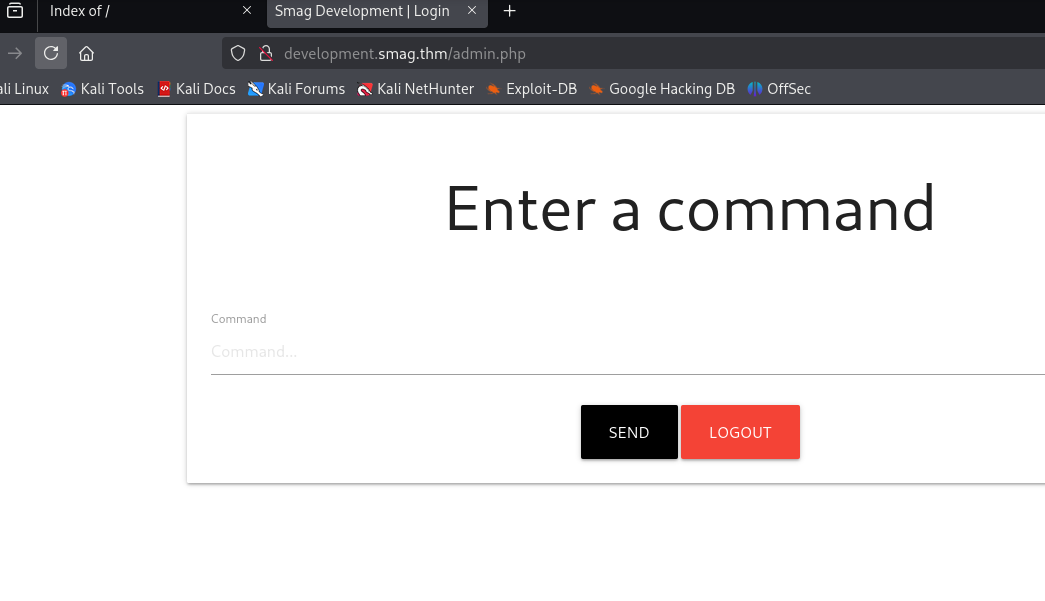 Index of /
Smag Development | Login
development.smag.thm/admin.php
ali Linux
Kali Tools
Kali Docs
Kali Forums
Kali NetHunter
Exploit-DB
Google Hacking DB
OffSec
Enter a command
Command
Command...
SEND
LOGOUT